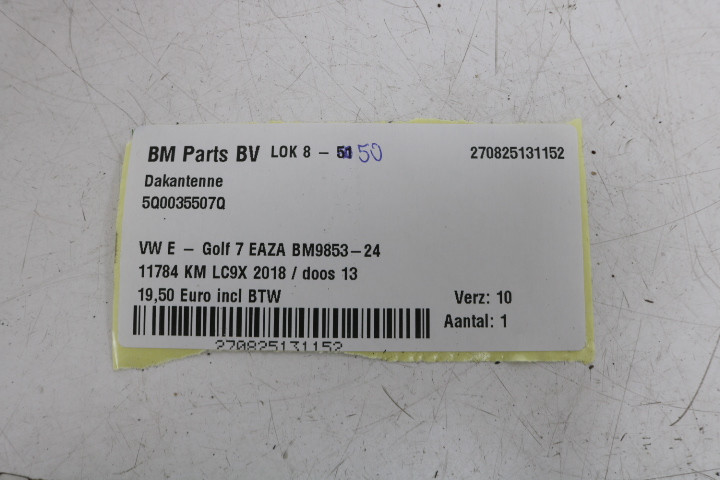 BM Parts BV LOK 8 - 50 270825131152
Dakantenne
5Q0035507Q
VW E - Golf 7 EAZA BM9853-24
11784 KM LC9X 2018 / doos 13
19,50 Euro incl BTW Verz: 10
Aantal: 1
270825131152